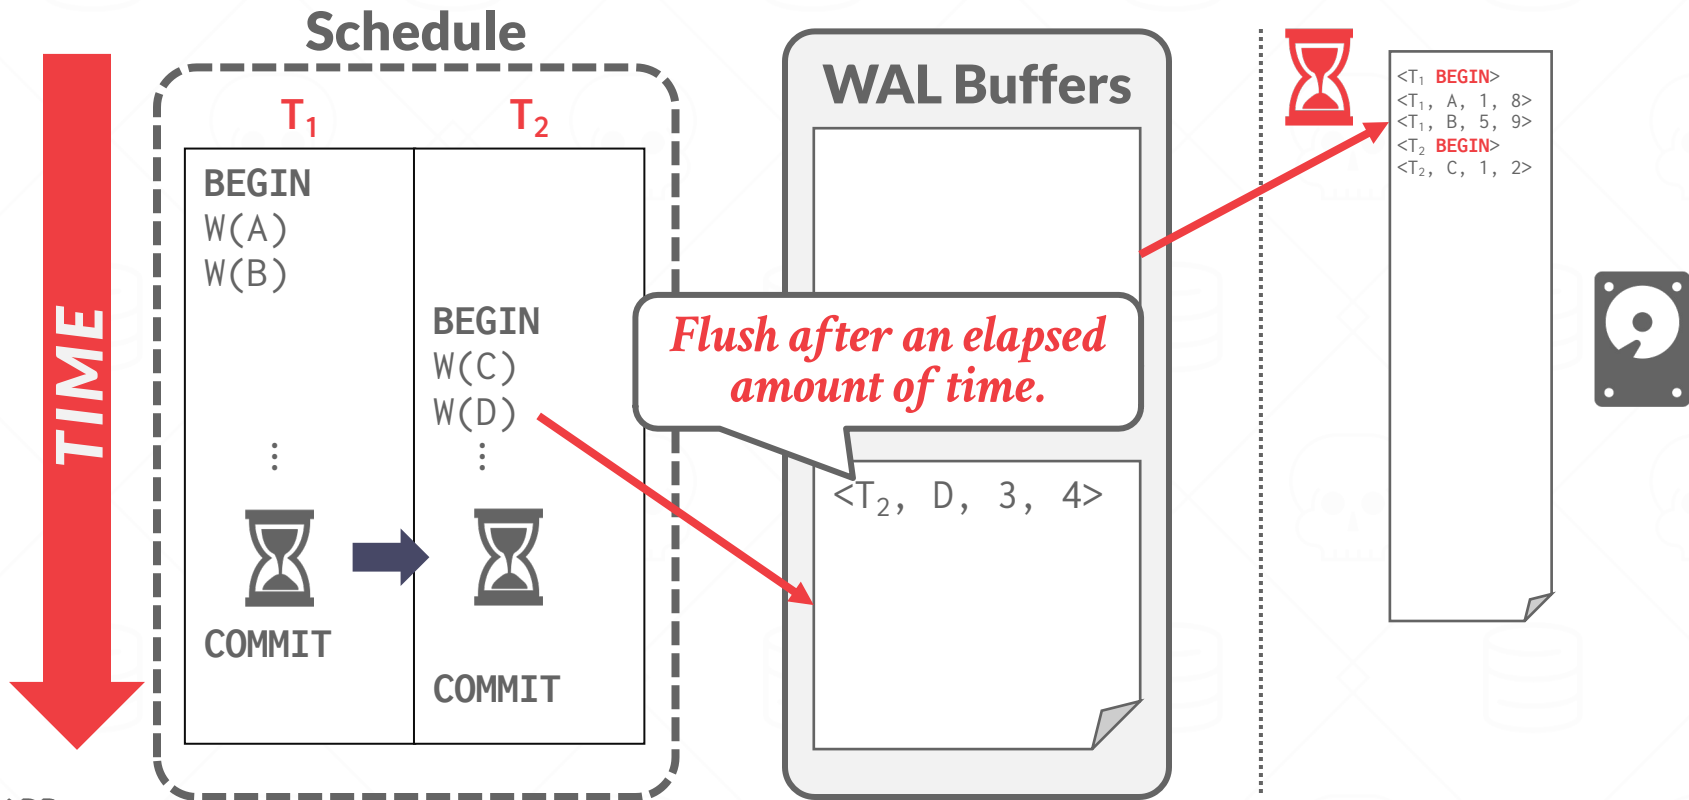 Schedule
T₁ T₂
BEGIN
W(A)
W(B)
BEGIN
W(C)
W(D)
⋮ ⋮
COMMIT
COMMIT
TIME
WAL Buffers
Flush after an elapsed
amount of time.
<T₂, D, 3, 4>
<T₁ BEGIN>
<T₁, A, 1, 8>
<T₁, B, 5, 9>
<T₂ BEGIN>
<T₂, C, 1, 2>